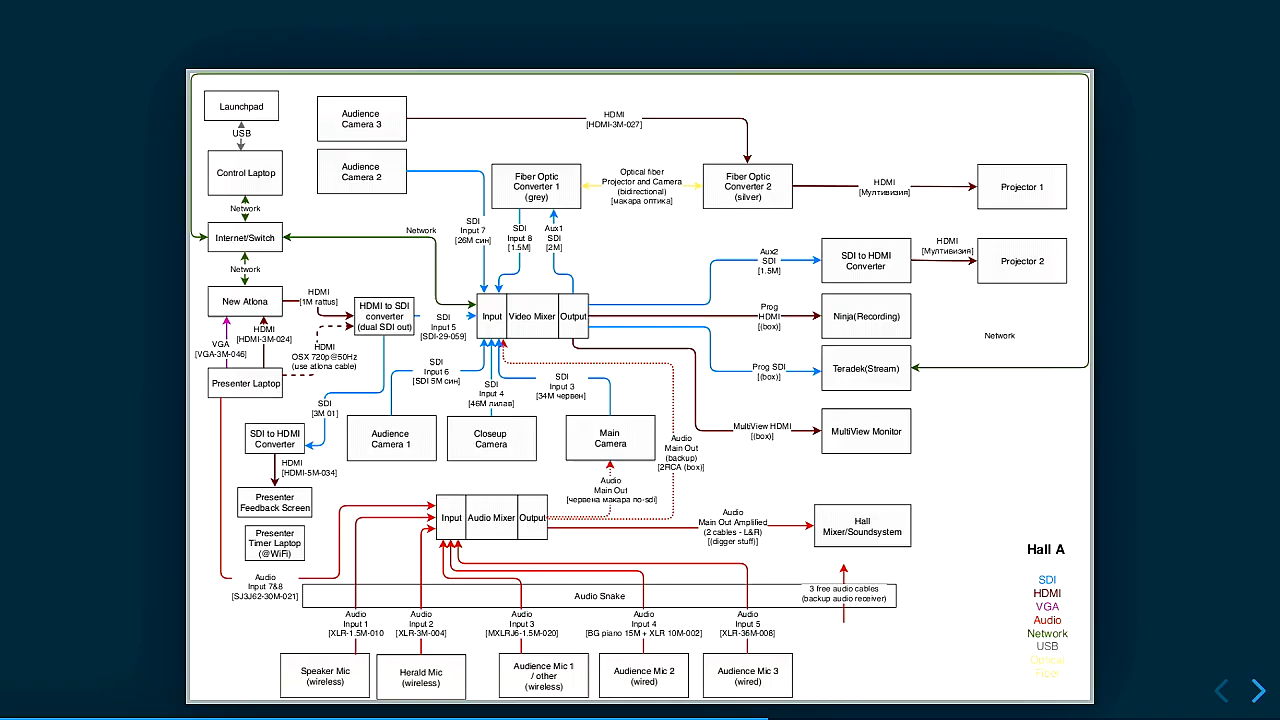 Launchpad
USB
Control Laptop
Network
Internet/Switch
Network
New Atlona
VGA
[VGA-3M-046]
HDMI
[HDMI-3M-024]
Presenter Laptop
HDMI
[1M rattus]
HDMI to SDI
converter
(dual SDI out)
HDMI
OSX 720p@50Hz
(use atlona cable)
SDI
[3M 01]
SDI to HDMI
Converter
HDMI
[HDMI-5M-034]
Presenter
Feedback Screen
Presenter
Timer Laptop
(@WiFi)
Audience
Camera 3
Audience
Camera 2
HDMI
[HDMI-3M-027]
Fiber Optic
Converter 1
(grey)
Optical fiber
Projector and Camera
(bidirectional)
[макара оптика]
Fiber Optic
Converter 2
(silver)
HDMI
[Мултивизия]
Projector 1
Network
SDI
Input 7
[26M син]
SDI
Input 8
[1.5M]
Aux1
SDI
[2M]
Aux2
SDI
[1.5M]
SDI to HDMI
Converter
HDMI
[Мултивизия]
Projector 2
SDI
Input 5
[SDI-29-059]
Input
Video Mixer
Output
Prog
HDMI
[(box)]
Ninja(Recording)
Network
Prog SDI
[(box)]
Teradek(Stream)
SDI
Input 6
[SDI 5M син]
SDI
Input 4
[46M лилав]
SDI
Input 3
[34M червен]
Audience
Camera 1
Closeup
Camera
Main
Camera
Audio
Main Out
(backup)
[2RCA (box)]
MultiView HDMI
[(box)]
MultiView Monitor
Audio
Main Out
[червена макара по-sdi]
Input
Audio Mixer
Output
Audio
Main Out Amplified
(2 cables - L&R)
[(digger stuff)]
Hall
Mixer/Soundsystem
Audio
Input 7&8
[SJ3J62-30M-021]
Audio Snake
3 free audio cables
(backup audio receiver)
Audio
Input 1
[XLR-1.5M-010
Audio
Input 2
[XLR-3M-004]
Audio
Input 3
[MXLRJ6-1.5M-020]
Audio
Input 4
[BG piano 15M + XLR 10M-002]
Audio
Input 5
[XLR-36M-008]
Speaker Mic
(wireless)
Herald Mic
(wireless)
Audience Mic 1
/ other
(wireless)
Audience Mic 2
(wired)
Audience Mic 3
(wired)
Hall A
SDI
HDMI
VGA
Audio
Network
USB
Optical
Fiber